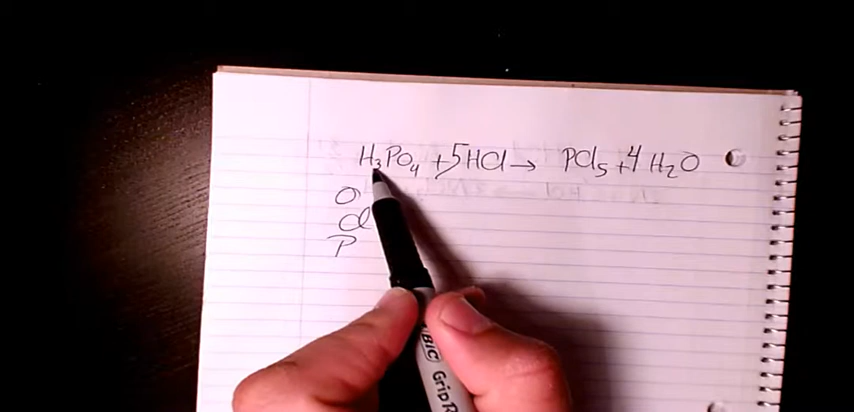 H₃PO₄ + 5HCl → PCl₅ + 4 H₂O
O
Cl
P
BIC Grip R